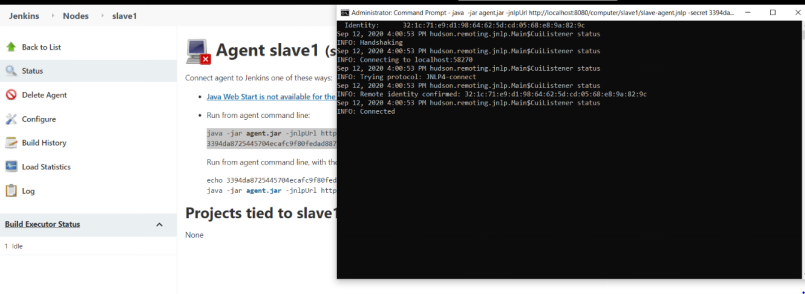 Jenkins › Nodes › slave1
Back to List
Status
Delete Agent
Configure
Build History
Load Statistics
Log
Build Executor Status
1 Idle
Agent slave1 (s
Connect agent to Jenkins one of these ways:
Java Web Start is not available for the
Run from agent command line:
java -jar agent.jar -jnlpUrl http
3394da8725445704ecafc9f80fedad887
Run from agent command line, with the
echo 3394da8725445704ecafc9f80fed
java -jar agent.jar -jnlpUrl http
Projects tied to slave1
None
Administrator: Command Prompt - java -jar agent.jar -jnlpUrl http://localhost:8080/computer/slave1/slave-agent.jnlp -secret 3394da...
Identity: 32:1c:71:e9:d1:98:64:62:5d:cd:05:68:e8:9a:82:9c
Sep 12, 2020 4:00:53 PM hudson.remoting.jnlp.Main$CuiListener status
INFO: Handshaking
Sep 12, 2020 4:00:53 PM hudson.remoting.jnlp.Main$CuiListener status
INFO: Connecting to localhost:58270
Sep 12, 2020 4:00:53 PM hudson.remoting.jnlp.Main$CuiListener status
INFO: Trying protocol: JNLP4-connect
Sep 12, 2020 4:00:53 PM hudson.remoting.jnlp.Main$CuiListener status
INFO: Remote identity confirmed: 32:1c:71:e9:d1:98:64:62:5d:cd:05:68:e8:9a:82:9c
Sep 12, 2020 4:00:53 PM hudson.remoting.jnlp.Main$CuiListener status
INFO: Connected